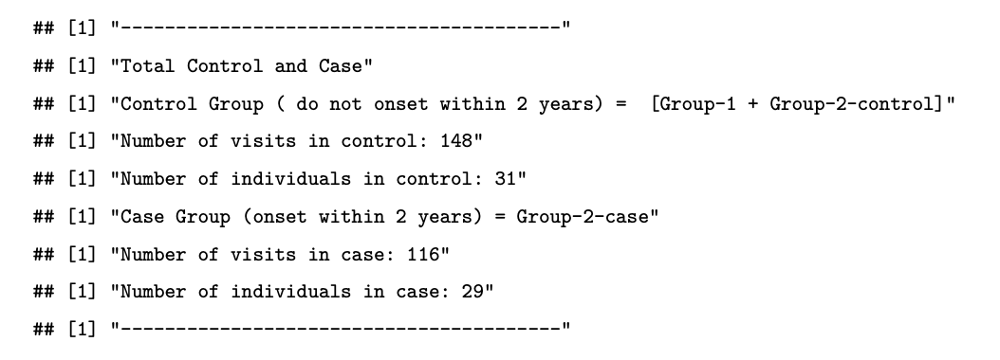 ## [1] "----------------------------------------"
## [1] "Total Control and Case"
## [1] "Control Group ( do not onset within 2 years) =  [Group-1 + Group-2-control]"
## [1] "Number of visits in control: 148"
## [1] "Number of individuals in control: 31"
## [1] "Case Group (onset within 2 years) = Group-2-case"
## [1] "Number of visits in case: 116"
## [1] "Number of individuals in case: 29"
## [1] "----------------------------------------"